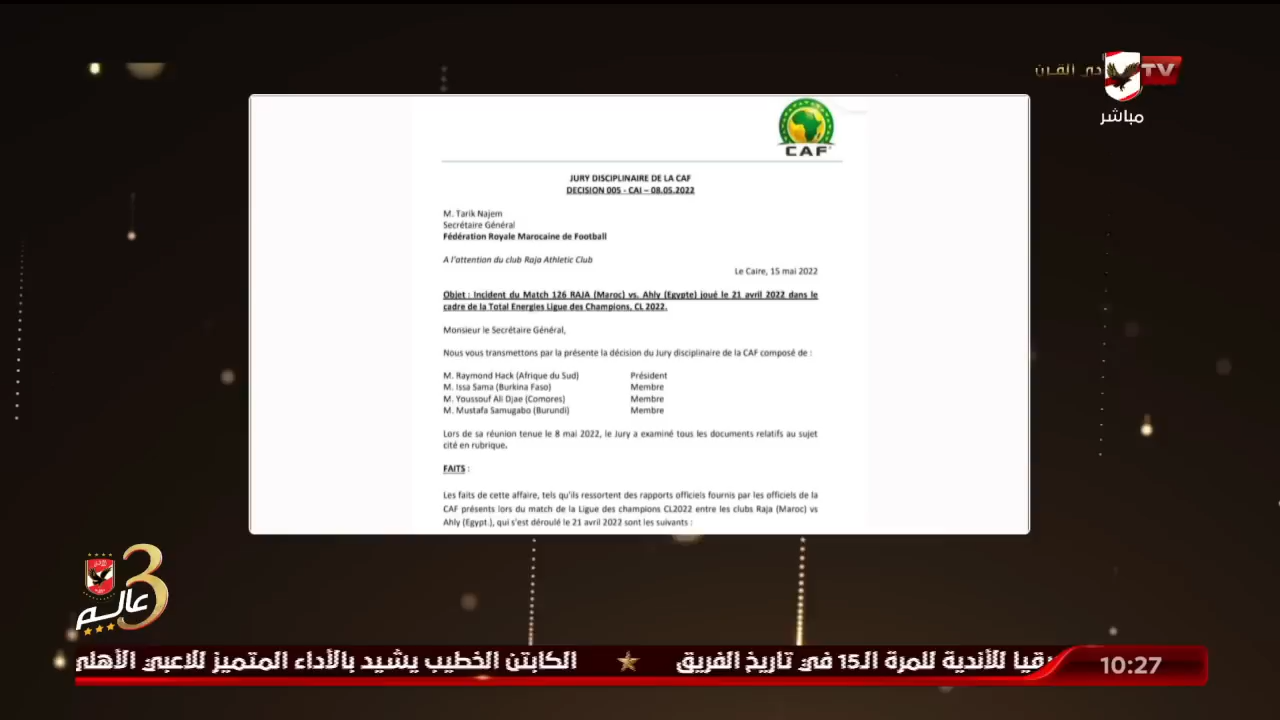 دي القرن
TV
مباشر
CAF
JURY DISCIPLINAIRE DE LA CAF
DECISION 005 - CAI – 08.05.2022
M. Tarik Najem
Secrétaire Général
Fédération Royale Marocaine de Football
A l'attention du club Raja Athletic Club
Le Caire, 15 mai 2022
Objet : Incident du Match 126 RAJA (Maroc) vs. Ahly (Egypte) joué le 21 avril 2022 dans le
cadre de la Total Energies Ligue des Champions, CL 2022.
Monsieur le Secrétaire Général,
Nous vous transmettons par la présente la décision du Jury disciplinaire de la CAF composé de :
M. Raymond Hack (Afrique du Sud) Président
M. Issa Sama (Burkina Faso) Membre
M. Youssouf Ali Djae (Comores) Membre
M. Mustafa Samugabo (Burundi) Membre
Lors de sa réunion tenue le 8 mai 2022, le Jury a examiné tous les documents relatifs au sujet
cité en rubrique.
FAITS :
Les faits de cette affaire, tels qu'ils ressortent des rapports officiels fournis par les officiels de la
CAF présents lors du match de la Ligue des champions CL2022 entre les clubs Raja (Maroc) vs
Ahly (Egypt.), qui s'est déroulé le 21 avril 2022 sont les suivants :
3
عالم
رقيا للأندية للمرة الـ15 في تاريخ الفريق ★ الكابتن الخطيب يشيد بالأداء المتميز للاعبي الأهلي
10:27